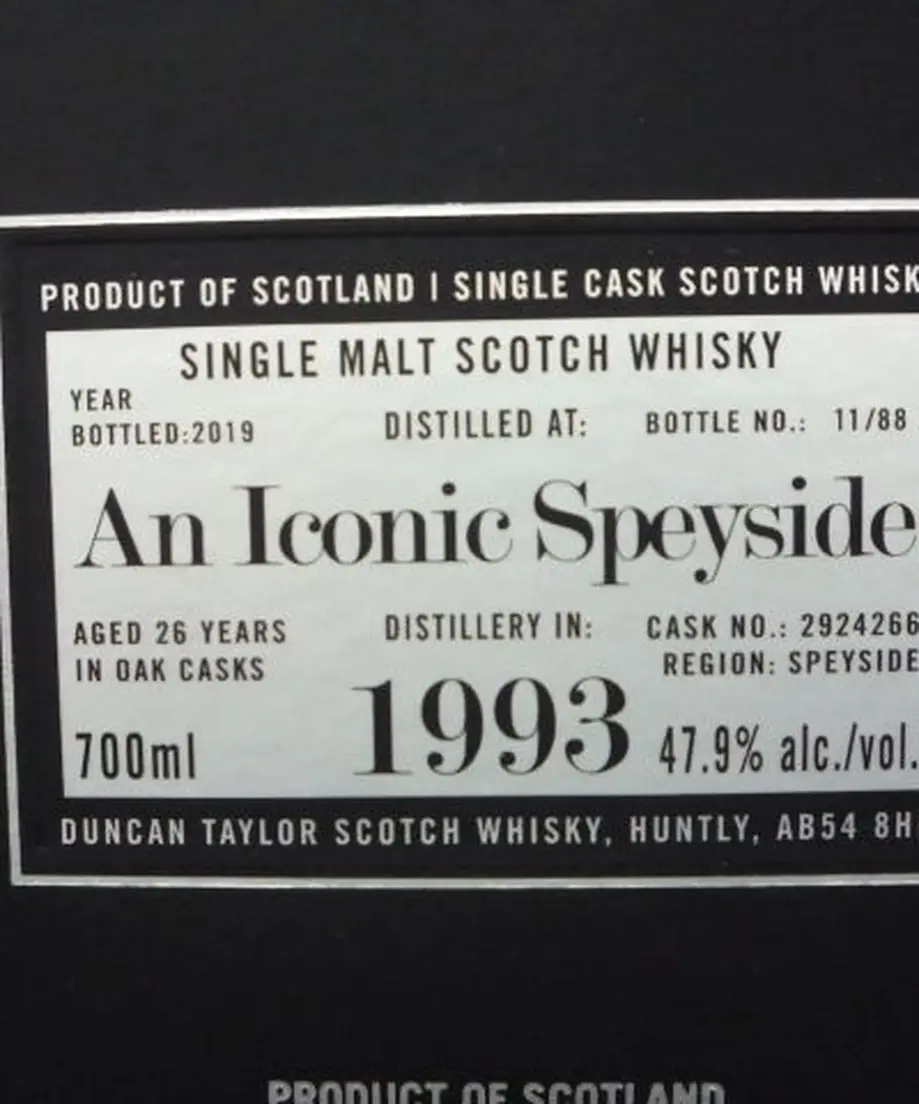 PRODUCT OF SCOTLAND | SINGLE CASK SCOTCH WHISK
SINGLE MALT SCOTCH WHISKY
YEAR
BOTTLED:2019 DISTILLED AT: BOTTLE NO.: 11/88
An Iconic Speyside
AGED 26 YEARS DISTILLERY IN: CASK NO.: 2924266
IN OAK CASKS REGION: SPEYSIDE
700ml 1993 47.9% alc./vol.
DUNCAN TAYLOR SCOTCH WHISKY, HUNTLY, AB54 8H
PRODUCT OF SCOTLAND